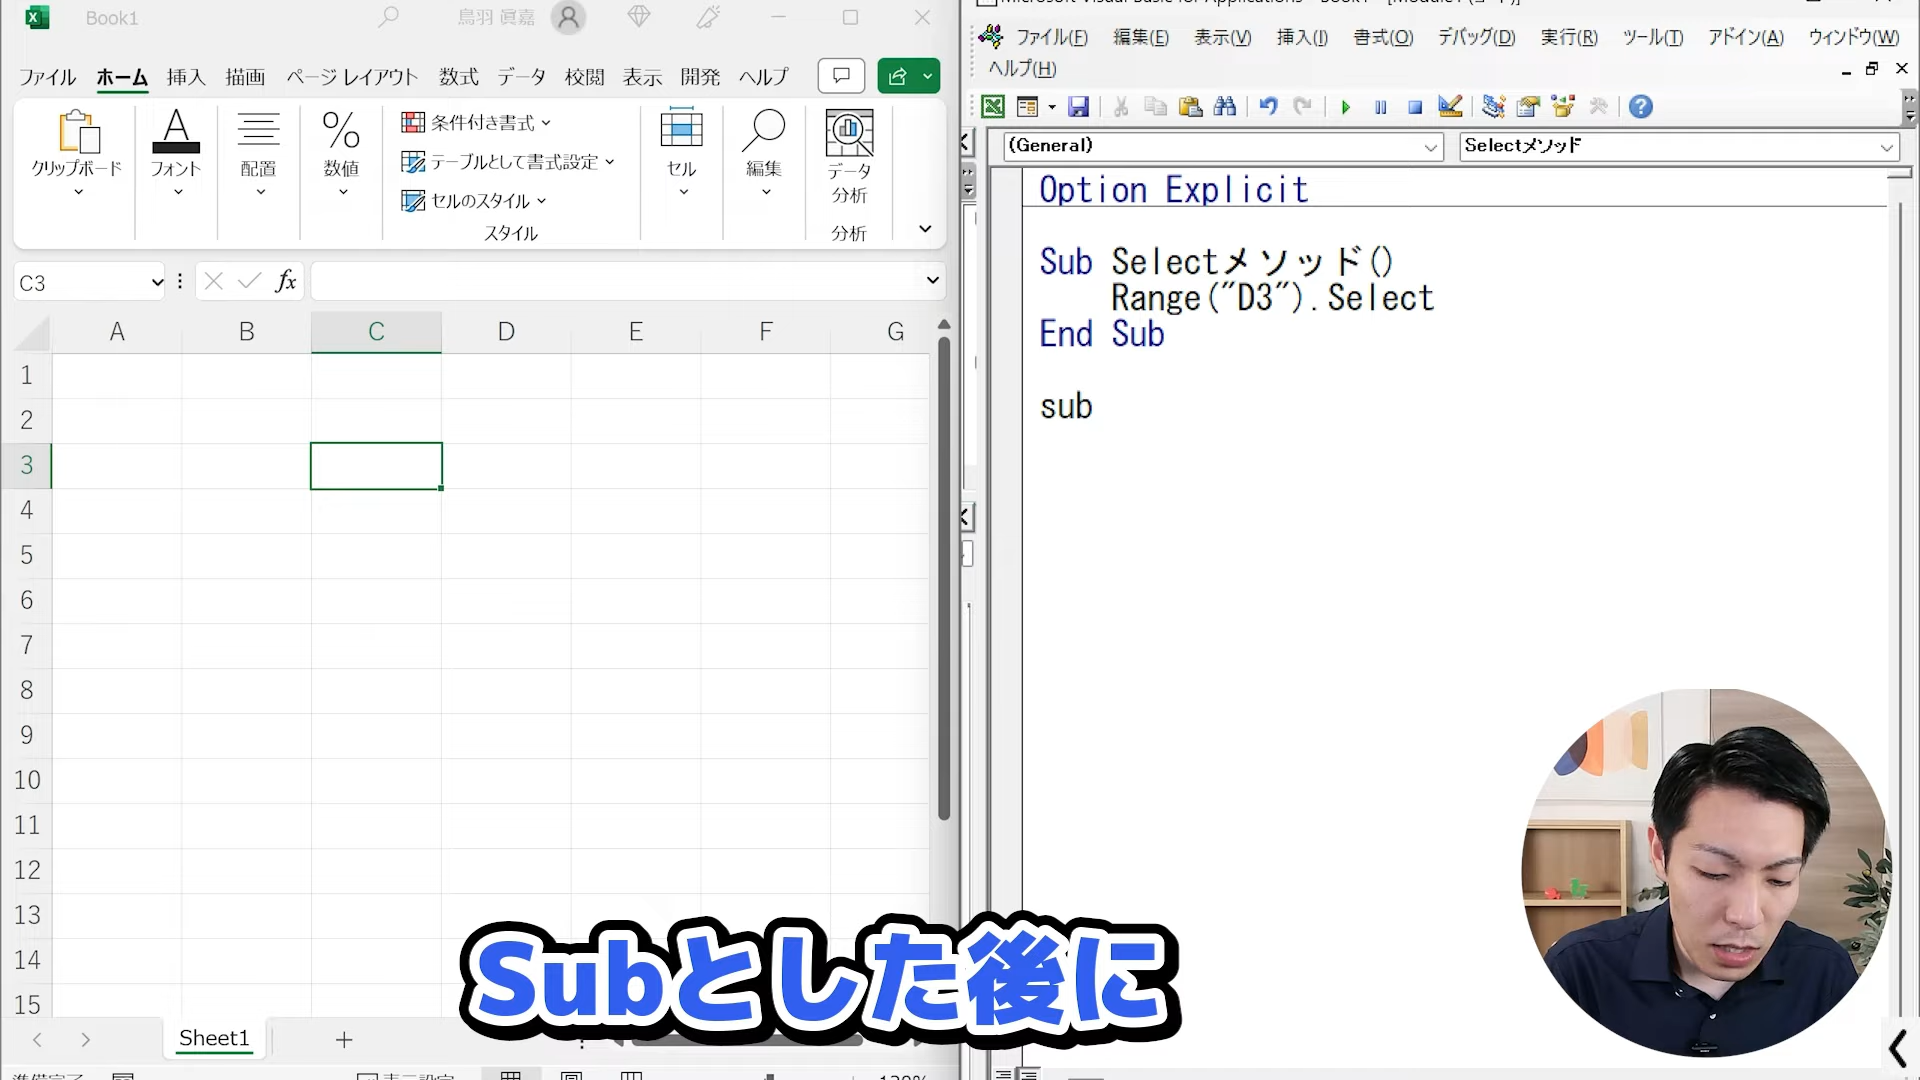 Book1
鳥羽 眞嘉
ファイル ホーム 挿入 描画 ページ レイアウト 数式 データ 校閲 表示 開発 ヘルプ
クリップボード
フォント
配置
数値
条件付き書式
テーブルとして書式設定
セルのスタイル
スタイル
セル
編集
データ
分析
分析
C3
fx
A B C D E F G
1
2
3
4
5
6
7
8
9
10
11
12
13
14
15
Sheet1
ファイル(F) 編集(E) 表示(V) 挿入(I) 書式(O) デバッグ(D) 実行(R) ツール(T) アドイン(A) ウィンドウ(W)
ヘルプ(H)
(General)
Selectメソッド
Option Explicit
Sub Selectメソッド()
Range("D3").Select
End Sub
sub
Subとした後に